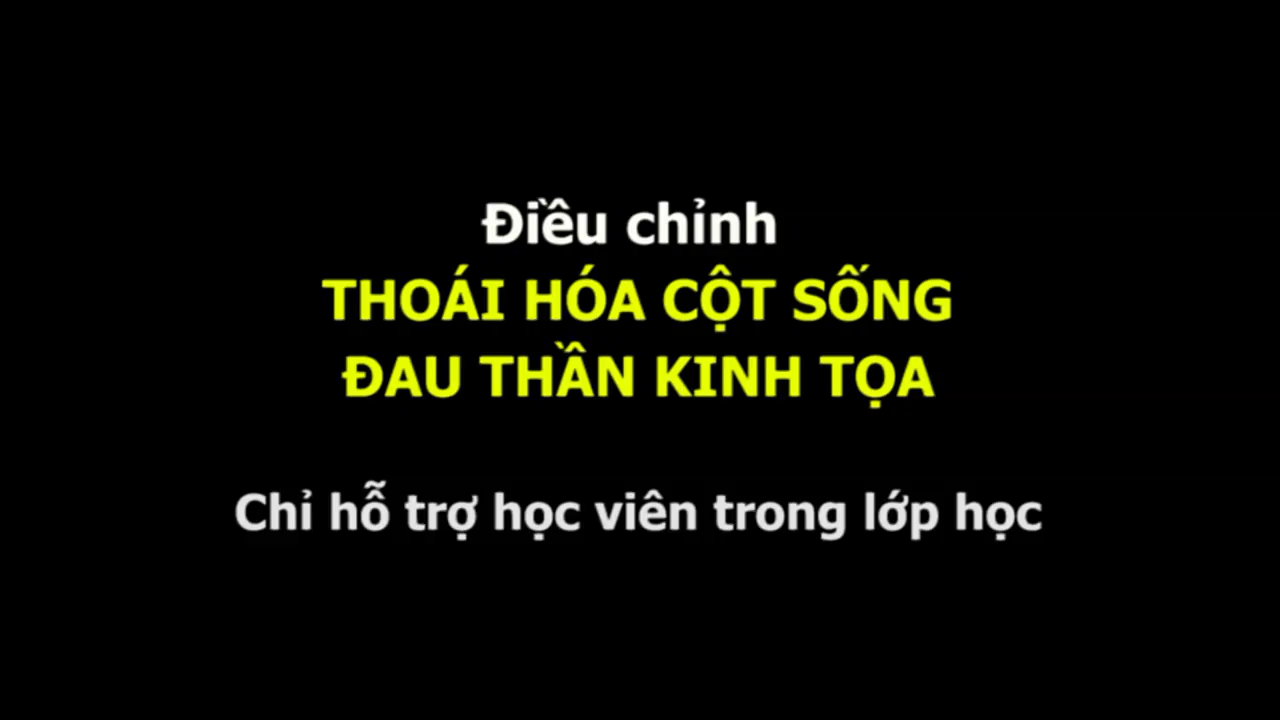 Điều chỉnh
THOÁI HÓA CỘT SỐNG
ĐAU THẦN KINH TỌA
Chỉ hỗ trợ học viên trong lớp học